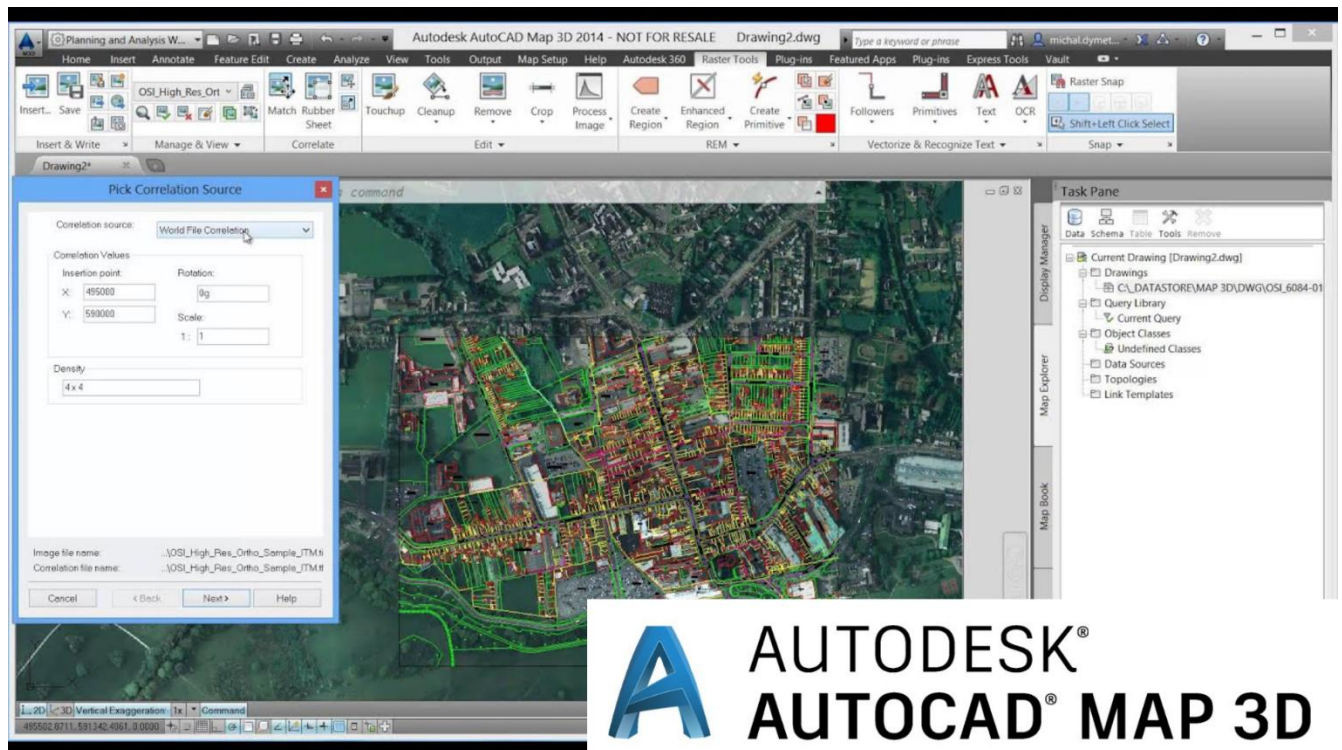 Planning and Analysis W...
Autodesk AutoCAD Map 3D 2014 - NOT FOR RESALE Drawing2.dwg
Type a keyword or phrase
michal.dymet...
Home Insert Annotate Feature Edit Create Analyze View Tools Output Map Setup Help Autodesk 360 Raster Tools Plug-ins Featured Apps Plug-ins Express Tools Vault
OSI_High_Res_Ort
Raster Snap
Insert... Save
Match Rubber Sheet
Touchup Cleanup Remove Crop Process Image
Create Region Enhanced Region Create Primitive
Followers Primitives Text OCR
Shift+Left Click Select
Insert & Write Manage & View Correlate Edit REM Vectorize & Recognize Text Snap
Drawing2*
Pick Correlation Source
command
Task Pane
Correlation source: World File Correlation
Data Schema Table Tools Remove
Correlation Values
Insertion point: Rotation:
X: 495000 0g
Y: 590000 Scale:
1 : 1
Density
4 x 4
Image file name: ...\OSI_High_Res_Ortho_Sample_ITM.ti
Correlation file name: ...\OSI_High_Res_Ortho_Sample_ITM.tf
Cancel < Back Next > Help
Display Manager
Map Explorer
Map Book
Current Drawing [Drawing2.dwg]
Drawings
C:\_DATASTORE\MAP 3D\DWG\OSI_6084-01
Query Library
Current Query
Object Classes
Undefined Classes
Data Sources
Topologies
Link Templates
2D 3D Vertical Exaggeration: 1x Command
495502.8711, 591342.4061, 0.0000
AUTODESK®
AUTOCAD® MAP 3D